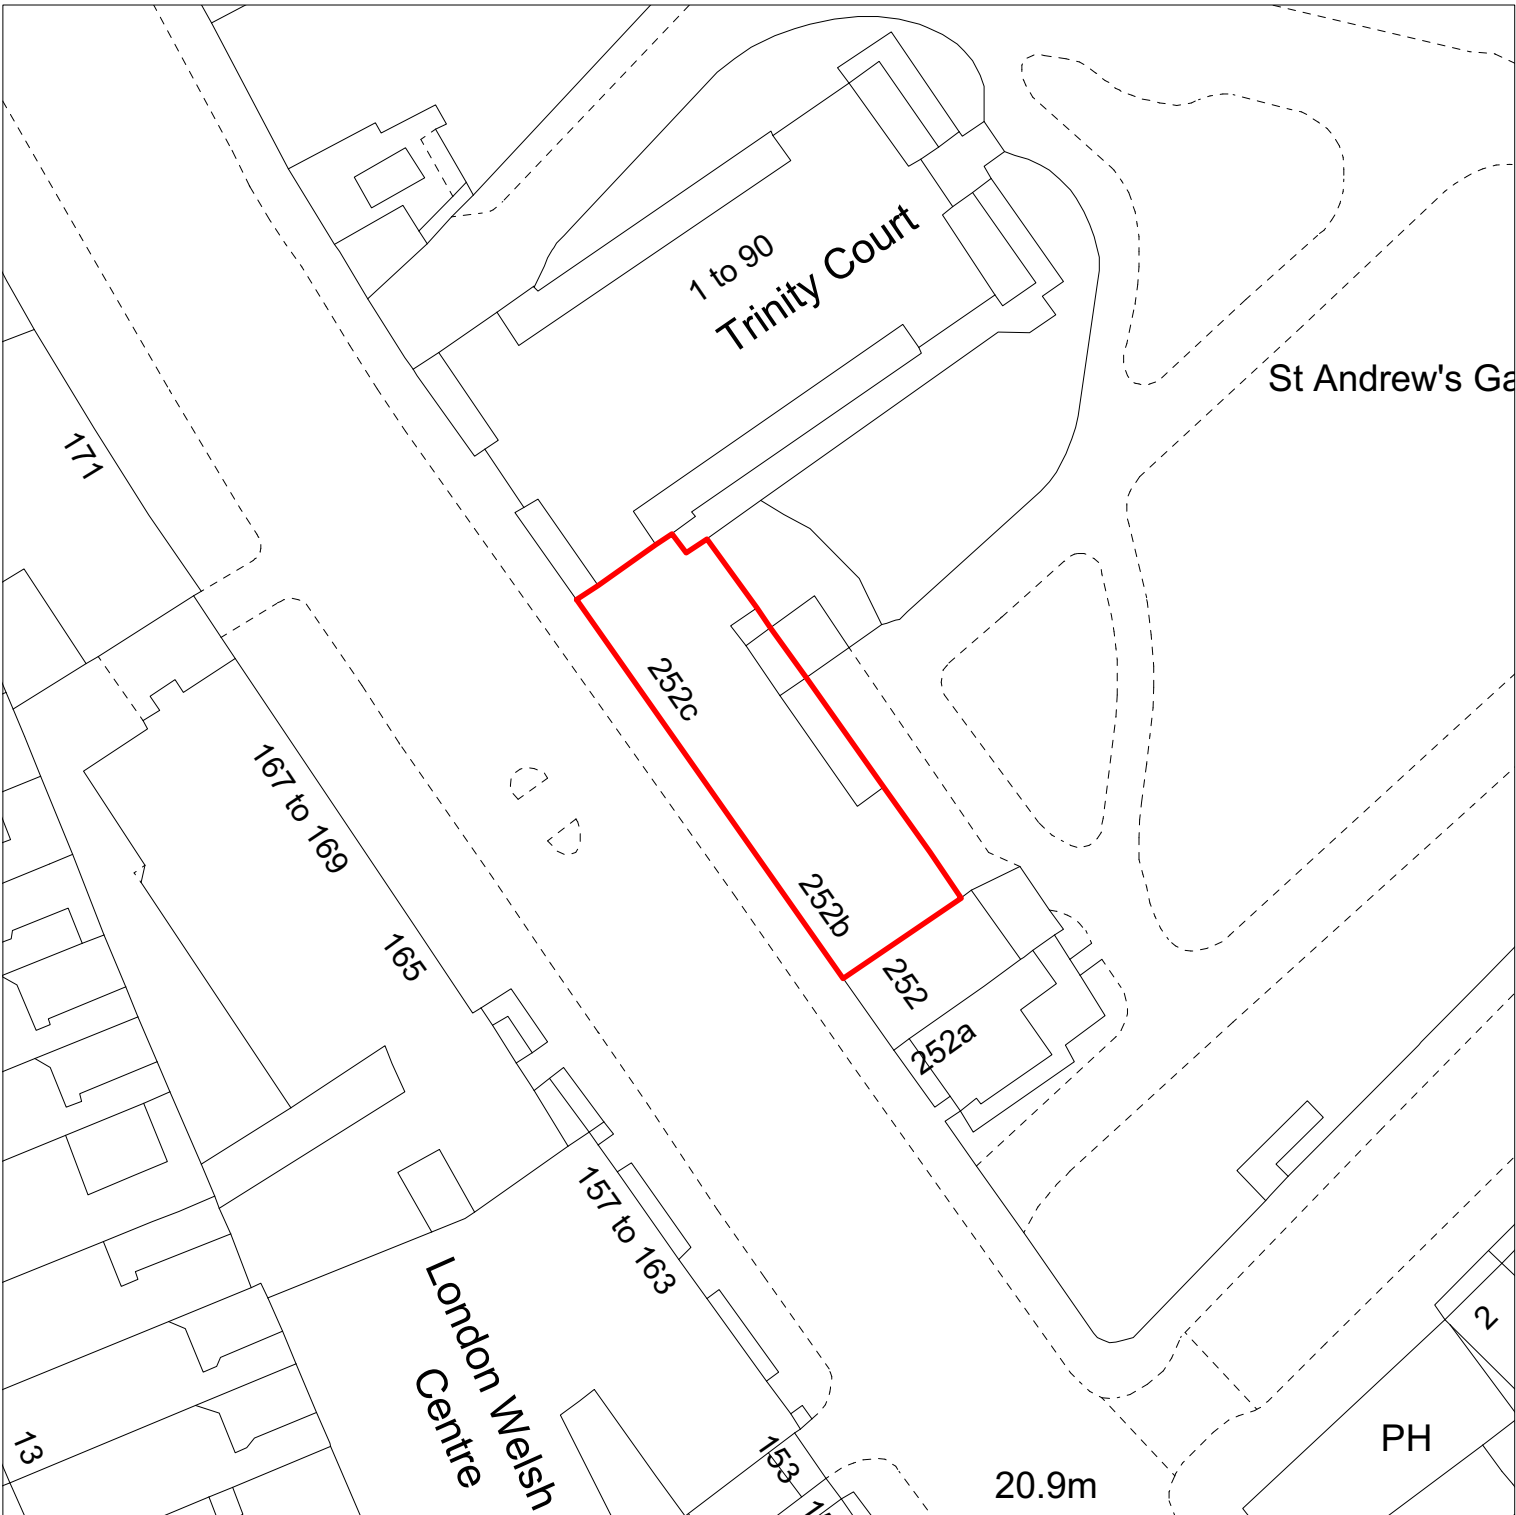 1 to 90
Trinity Court
St Andrew's Ga
171
252c
167 to 169
252b
165
252
252a
157 to 163
London Welsh
Centre
2
13
153
PH
20.9m